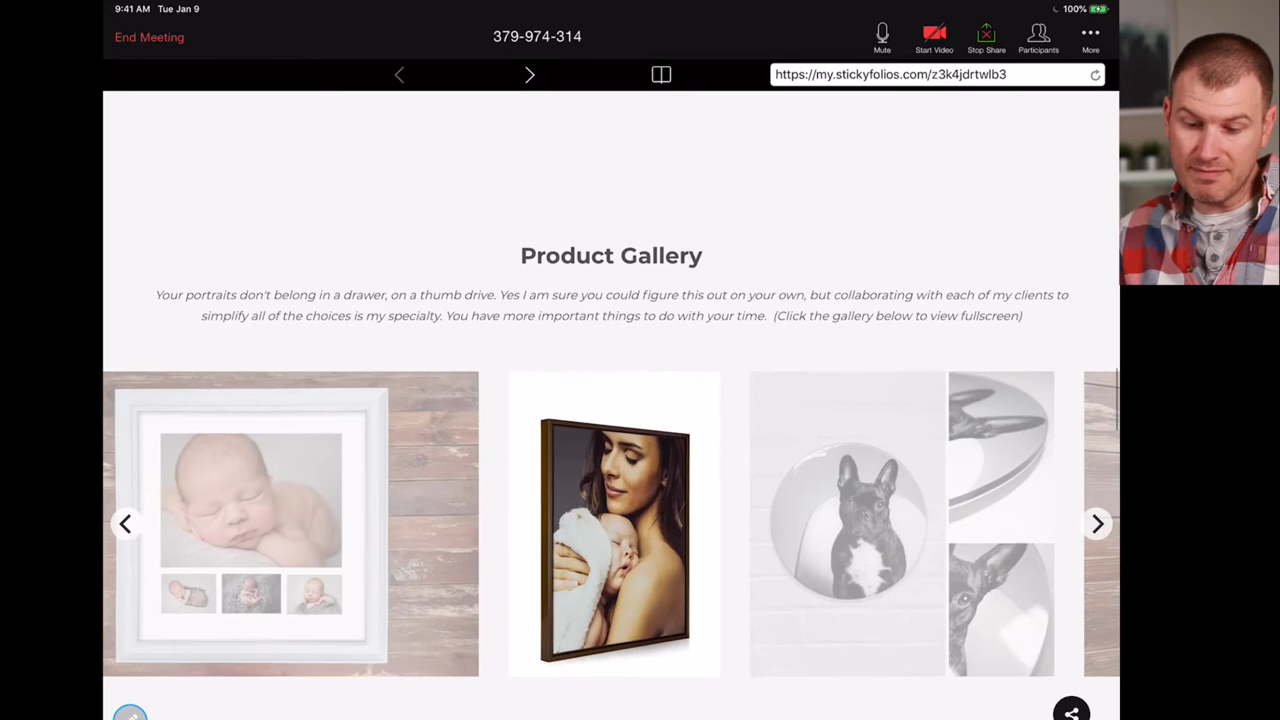 9:41 AM Tue Jan 9
100%
End Meeting
379-974-314
Mute
Start Video
Stop Share
Participants
More
https://my.stickyfolios.com/z3k4jdrtwlb3
Product Gallery
Your portraits don't belong in a drawer, on a thumb drive. Yes I am sure you could figure this out on your own, but collaborating with each of my clients to
simplify all of the choices is my specialty. You have more important things to do with your time. (Click the gallery below to view fullscreen)